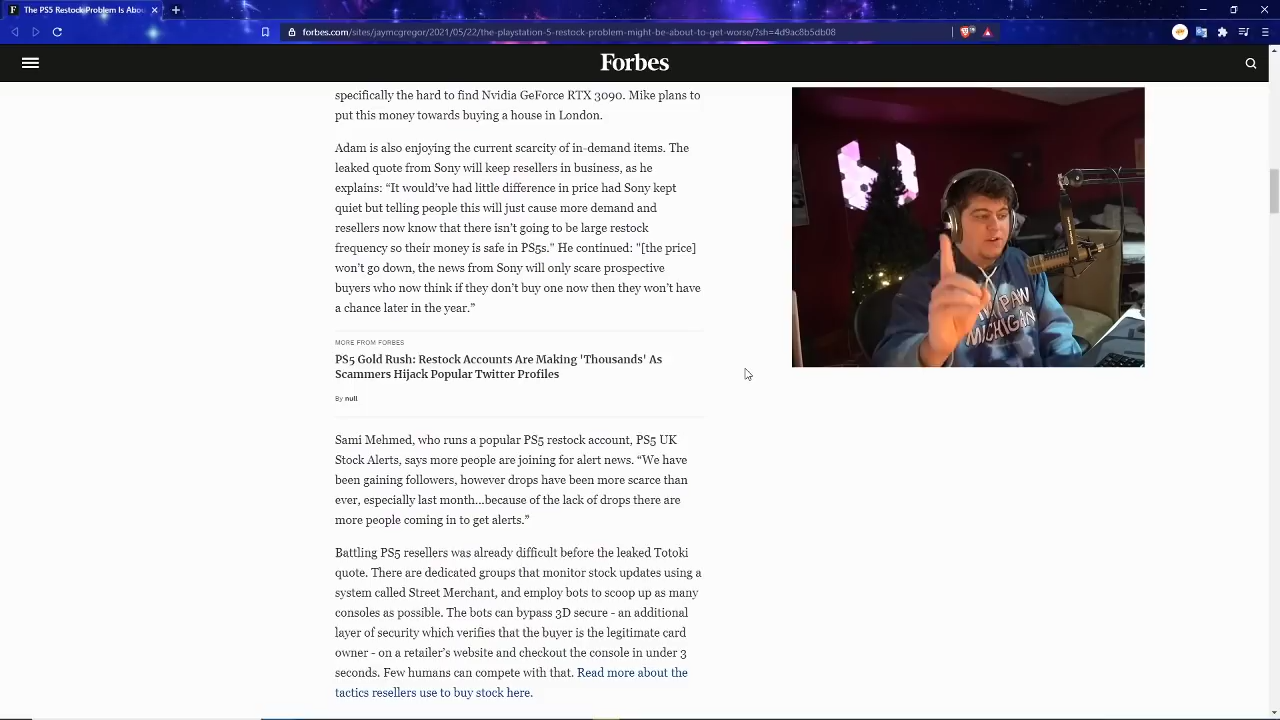 The PS5 Restock Problem Is Abou
forbes.com/sites/jaymcgregor/2021/05/22/the-playstation-5-restock-problem-might-be-about-to-get-worse/?sh=4d9ac8b5db08
Forbes
specifically the hard to find Nvidia GeForce RTX 3090. Mike plans to
put this money towards buying a house in London.
Adam is also enjoying the current scarcity of in-demand items. The
leaked quote from Sony will keep resellers in business, as he
explains: “It would’ve had little difference in price had Sony kept
quiet but telling people this will just cause more demand and
resellers now know that there isn’t going to be large restock
frequency so their money is safe in PS5s." He continued: "[the price]
won’t go down, the news from Sony will only scare prospective
buyers who now think if they don’t buy one now then they won’t have
a chance later in the year.”
MORE FROM FORBES
PS5 Gold Rush: Restock Accounts Are Making 'Thousands' As
Scammers Hijack Popular Twitter Profiles
By null
Sami Mehmed, who runs a popular PS5 restock account, PS5 UK
Stock Alerts, says more people are joining for alert news. “We have
been gaining followers, however drops have been more scarce than
ever, especially last month...because of the lack of drops there are
more people coming in to get alerts.”
Battling PS5 resellers was already difficult before the leaked Totoki
quote. There are dedicated groups that monitor stock updates using a
system called Street Merchant, and employ bots to scoop up as many
consoles as possible. The bots can bypass 3D secure - an additional
layer of security which verifies that the buyer is the legitimate card
owner - on a retailer’s website and checkout the console in under 3
seconds. Few humans can compete with that. Read more about the
tactics resellers use to buy stock here.
PAW
MICHIGAN